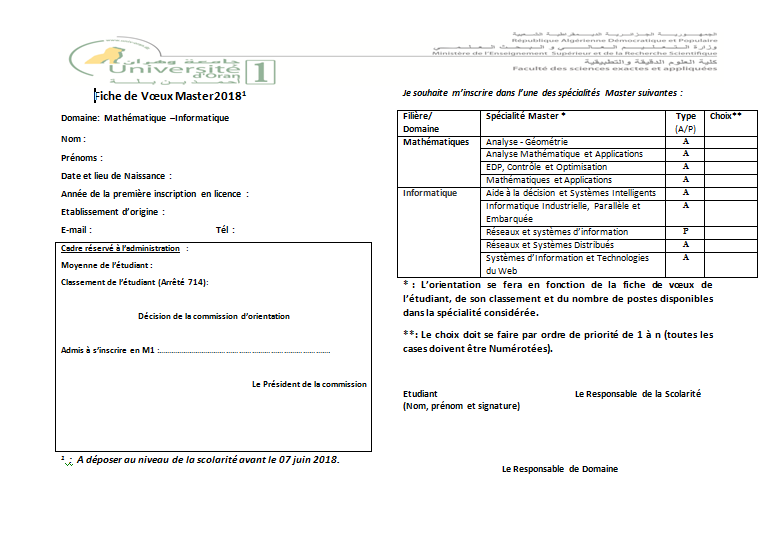 جامعة وهران
Université
d'Oran
1
أحمد بن بلة
الجمهورية الجزائرية الديمقراطية الشعبية
République Algérienne Démocratique et Populaire
وزارة التعليم العالي و البحث العلمي
Ministère de l'Enseignement Supérieur et de la Recherche Scientifique
كلية العلوم الدقيقة والتطبيقية
Faculté des sciences exactes et appliquées
Fiche de Vœux Master2018¹
Domaine: Mathématique –Informatique
Nom :
Prénoms :
Date et lieu de Naissance :
Année de la première inscription en licence :
Etablissement d'origine :
E-mail : Tél :
Cadre réservé à l'administration :
Moyenne de l'étudiant :
Classement de l'étudiant (Arrêté 714):
Décision de la commission d'orientation
Admis à s'inscrire en M1 :...............................................................
Le Président de la commission
¹ : A déposer au niveau de la scolarité avant le 07 juin 2018.
Je souhaite m'inscrire dans l'une des spécialités Master suivantes :
Filière/ Spécialité Master * Type Choix**
Domaine (A/P)
Mathématiques Analyse - Géométrie A
Analyse Mathématique et Applications A
EDP, Contrôle et Optimisation A
Mathématiques et Applications A
Informatique Aide à la décision et Systèmes Intelligents A
Informatique Industrielle, Parallèle et A
Embarquée
Réseaux et systèmes d'information P
Réseaux et Systèmes Distribués A
Systèmes d'Information et Technologies A
du Web
* : L'orientation se fera en fonction de la fiche de vœux de
l'étudiant, de son classement et du nombre de postes disponibles
dans la spécialité considérée.
**: Le choix doit se faire par ordre de priorité de 1 à n (toutes les
cases doivent être Numérotées).
Etudiant Le Responsable de la Scolarité
(Nom, prénom et signature)
Le Responsable de Domaine